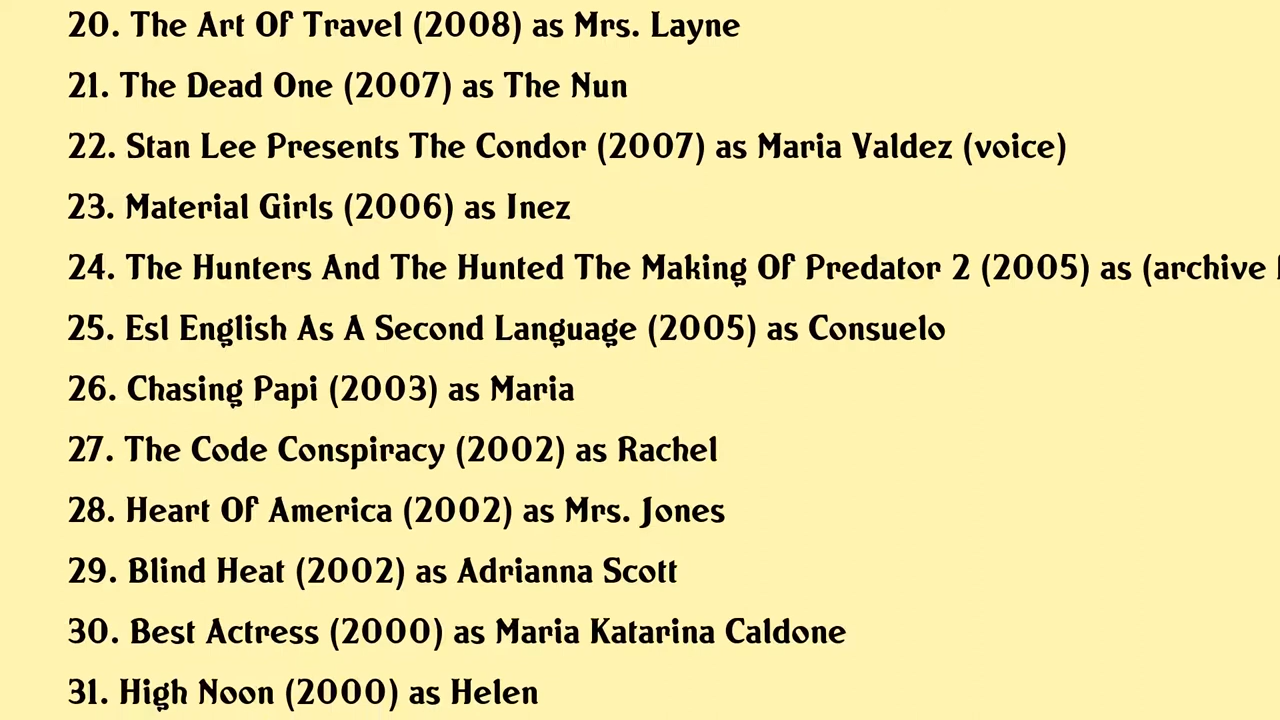 20. The Art Of Travel (2008) as Mrs. Layne
21. The Dead One (2007) as The Nun
22. Stan Lee Presents The Condor (2007) as Maria Valdez (voice)
23. Material Girls (2006) as Inez
24. The Hunters And The Hunted The Making Of Predator 2 (2005) as (archive
25. Esl English As A Second Language (2005) as Consuelo
26. Chasing Papi (2003) as Maria
27. The Code Conspiracy (2002) as Rachel
28. Heart Of America (2002) as Mrs. Jones
29. Blind Heat (2002) as Adrianna Scott
30. Best Actress (2000) as Maria Katarina Caldone
31. High Noon (2000) as Helen